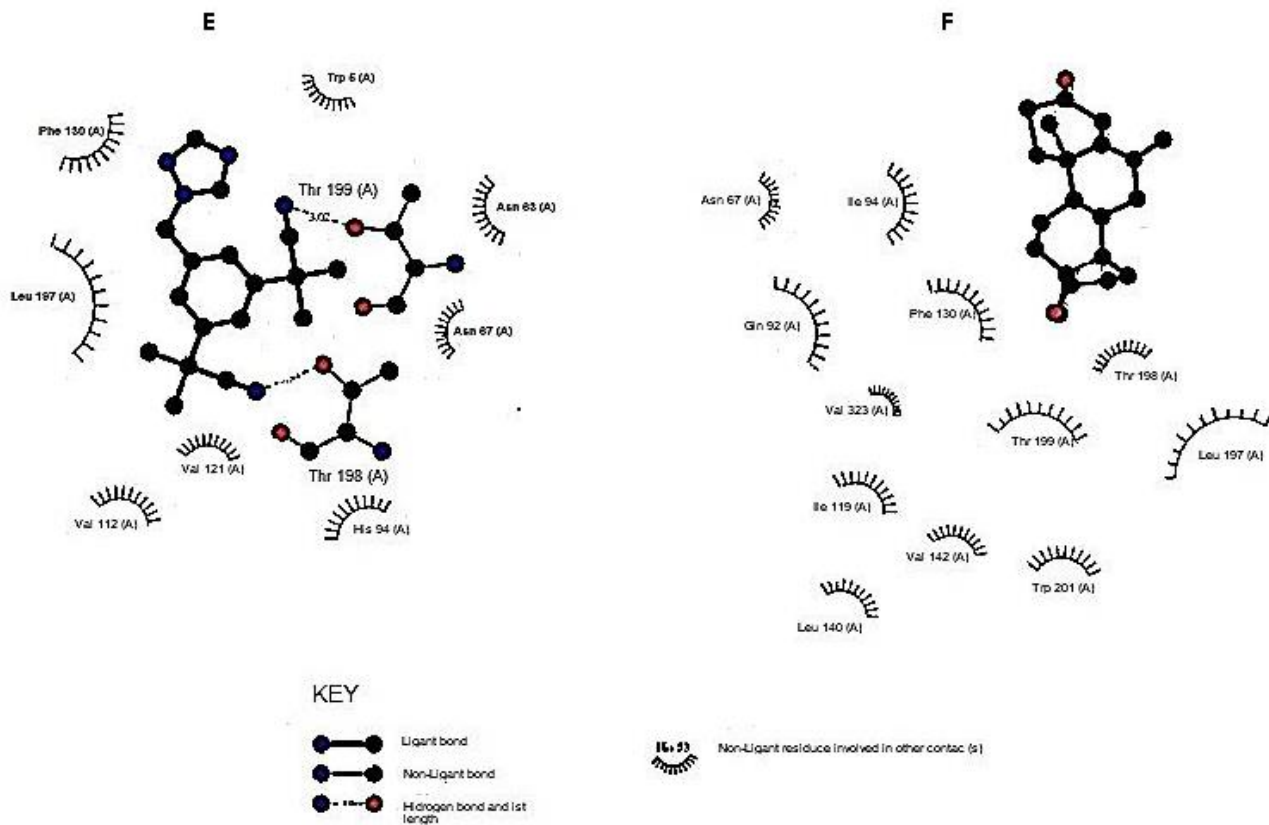 E
F
Trp 5 (A)
Phe 130 (A)
Thr 199 (A)
3.02
Asn 63 (A)
Asn 67 (A)
Ile 94 (A)
Leu 197 (A)
Asn 67 (A)
Gln 92 (A)
Phe 130 (A)
Thr 198 (A)
Val 323 (A)
Thr 199 (A)
Leu 197 (A)
Val 121 (A)
Thr 198 (A)
Val 112 (A)
His 94 (A)
Ile 119 (A)
Val 142 (A)
Trp 201 (A)
Leu 140 (A)
KEY
Ligant bond
Non-Ligant bond
Hidrogen bond and ist
length
Non-Ligant residuce involved in other contac (s)